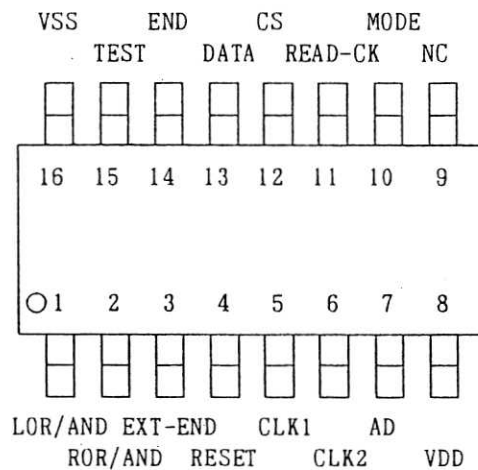 VSS END CS MODE
TEST DATA READ-CK NC
16 15 14 13 12 11 10 9
1 2 3 4 5 6 7 8
LOR/AND EXT-END CLK1 AD
ROR/AND RESET CLK2 VDD